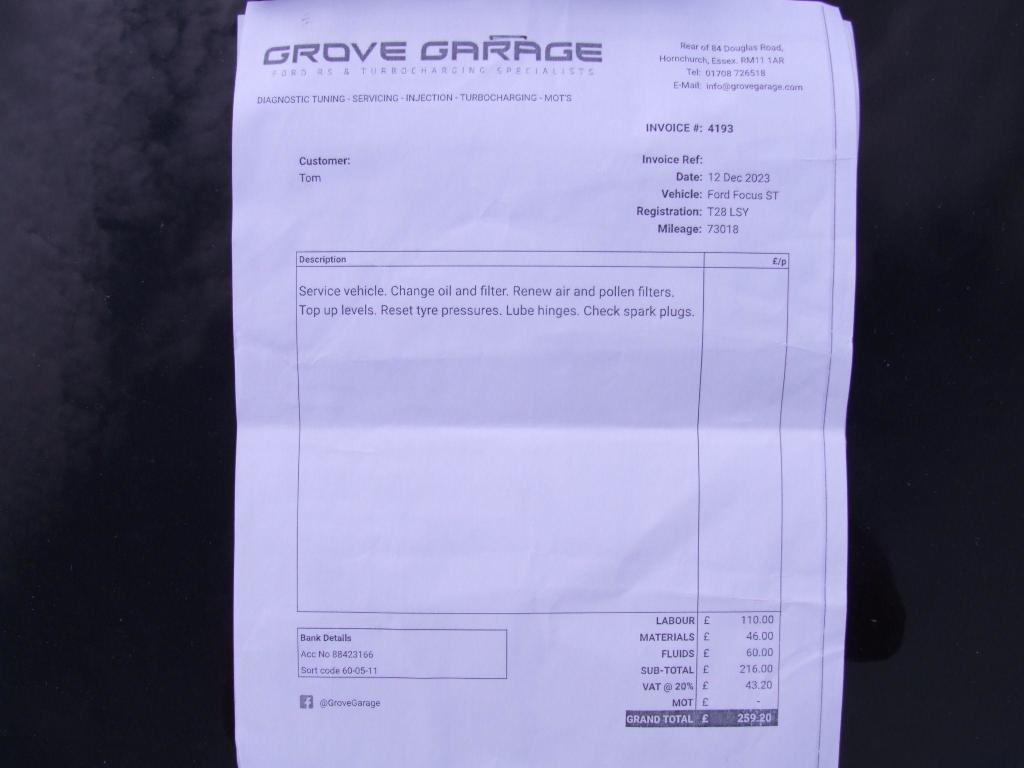 GROVE GARAGE
FORD RS & TURBOCHARGING SPECIALISTS
DIAGNOSTIC TUNING - SERVICING - INJECTION - TURBOCHARGING - MOT'S
Rear of 84 Douglas Road,
Hornchurch, Essex. RM11 1AR
Tel: 01708 726518
E-Mail: info@grovegarage.com
INVOICE #: 4193
Customer:
Tom
Invoice Ref:
Date: 12 Dec 2023
Vehicle: Ford Focus ST
Registration: T28 LSY
Mileage: 73018
Description £/p
Service vehicle. Change oil and filter. Renew air and pollen filters.
Top up levels. Reset tyre pressures. Lube hinges. Check spark plugs.
LABOUR £ 110.00
MATERIALS £ 46.00
FLUIDS £ 60.00
SUB-TOTAL £ 216.00
VAT @ 20% £ 43.20
MOT £ -
GRAND TOTAL £ 259.20
Bank Details
Acc No 88423166
Sort code 60-05-11
@GroveGarage